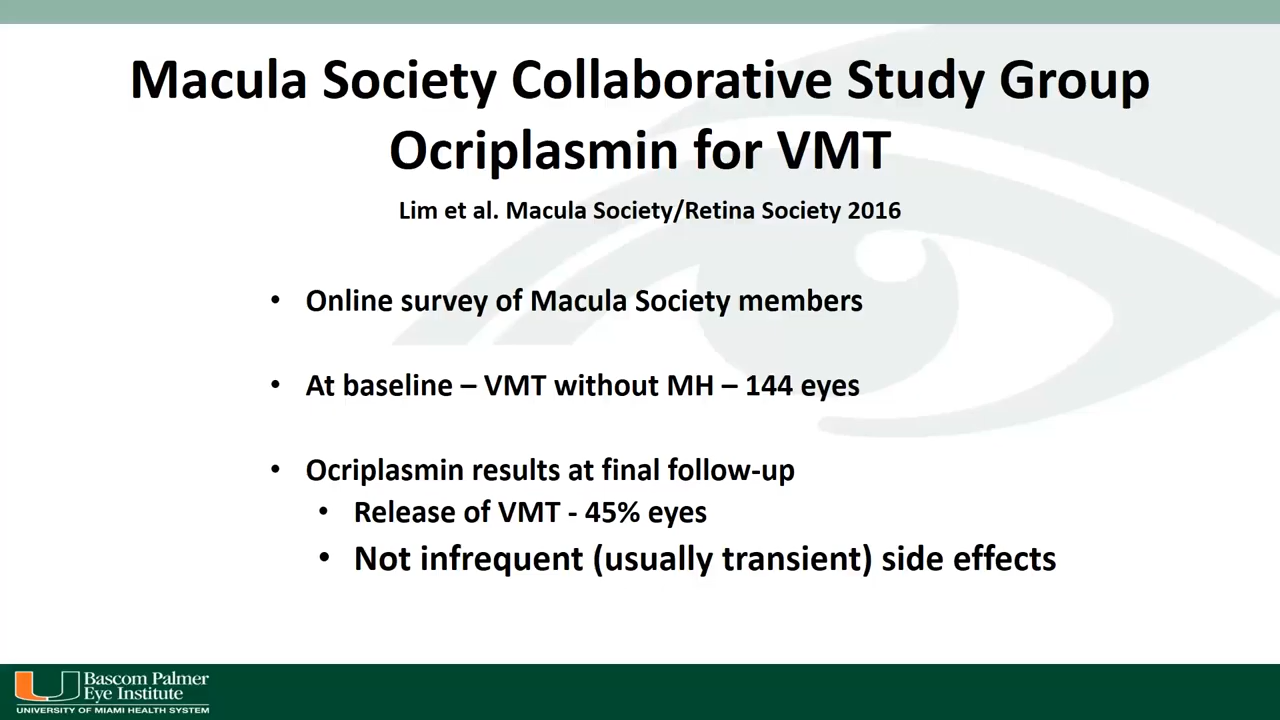 Macula Society Collaborative Study Group
Ocriplasmin for VMT
Lim et al. Macula Society/Retina Society 2016
• Online survey of Macula Society members
• At baseline – VMT without MH – 144 eyes
• Ocriplasmin results at final follow-up
• Release of VMT - 45% eyes
• Not infrequent (usually transient) side effects
Bascom Palmer
Eye Institute
UNIVERSITY OF MIAMI HEALTH SYSTEM